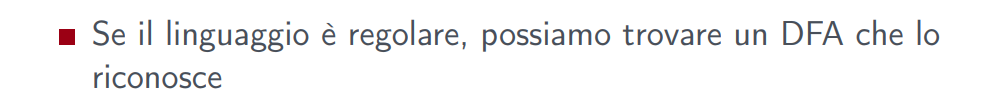 Se il linguaggio è regolare, possiamo trovare un DFA che lo
riconosce